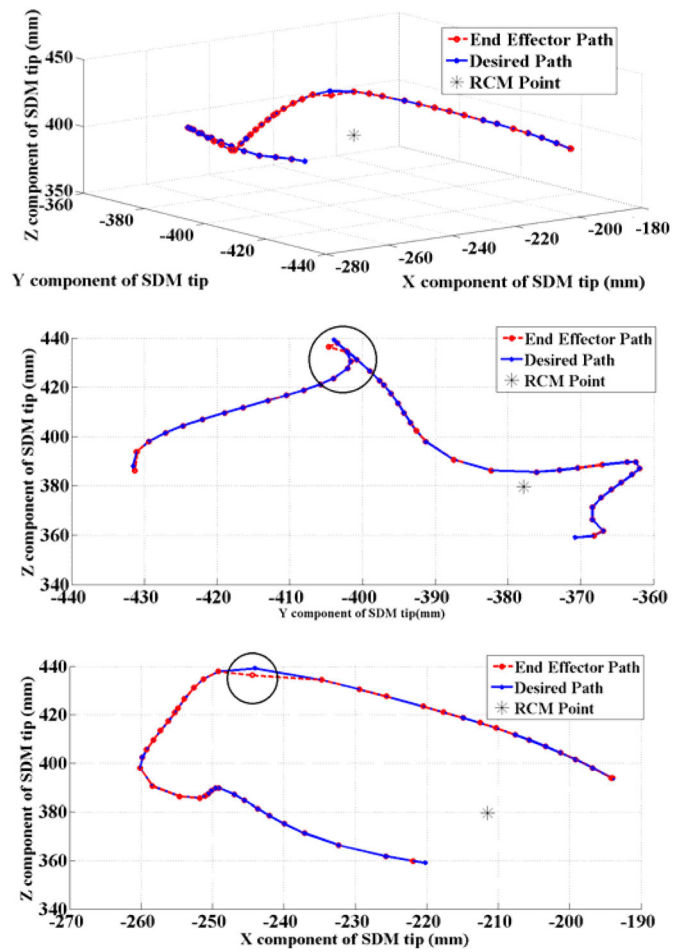 450
400
350
-360
-380
-400
-420
-440
-280
-260
-240
-220
-200
-180
Z component of SDM tip (mm)
Y component of SDM tip
X component of SDM tip (mm)
End Effector Path
Desired Path
RCM Point
440
420
400
380
360
340
-440
-430
-420
-410
-400
-390
-380
-370
-360
Z component of SDM tip (mm)
Y component of SDM tip(mm)
End Effector Path
Desired Path
RCM Point
440
420
400
380
360
340
-270
-260
-250
-240
-230
-220
-210
-200
-190
Z component of SDM tip (mm)
X component of SDM tip (mm)
End Effector Path
Desired Path
RCM Point